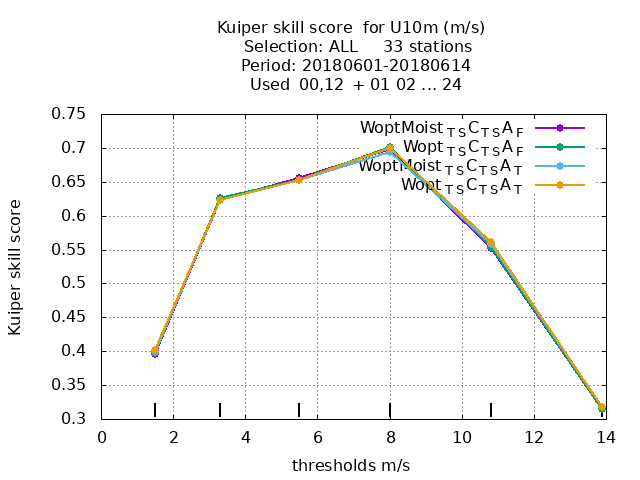 Kuiper skill score  for U10m (m/s)
Selection: ALL     33 stations
Period: 20180601-20180614
Used  00,12  + 01 02 ... 24
0.75
0.7
0.65
0.6
0.55
0.5
0.45
0.4
0.35
0.3
Kuiper skill score
WoptMoist TS C TS A F
Wopt TS C TS A F
WoptMoist TS C TS A T
Wopt TS C TS A T
0 2 4 6 8 10 12 14
thresholds m/s